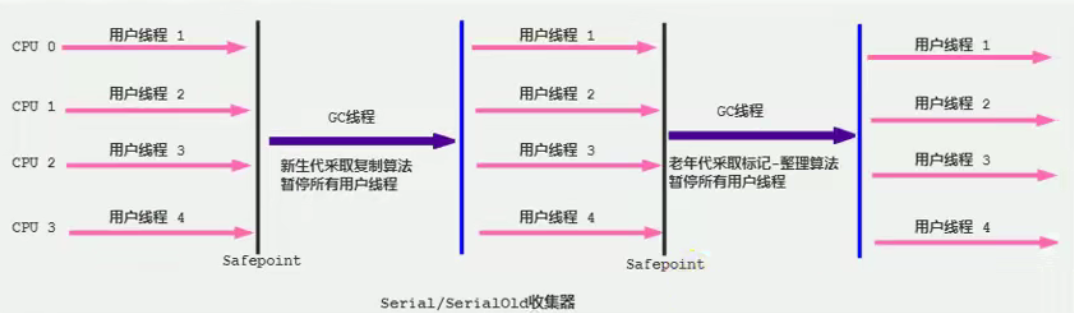 CPU 0 用户线程 1 用户线程 1 用户线程 1
CPU 1 用户线程 2 用户线程 2 用户线程 2
GC线程 GC线程
CPU 2 用户线程 3 用户线程 3 用户线程 3
新生代采取复制算法
暂停所有用户线程
老年代采取标记-整理算法
暂停所有用户线程
CPU 3 用户线程 4 用户线程 4 用户线程 4
Safepoint Safepoint
Serial/SerialOld收集器